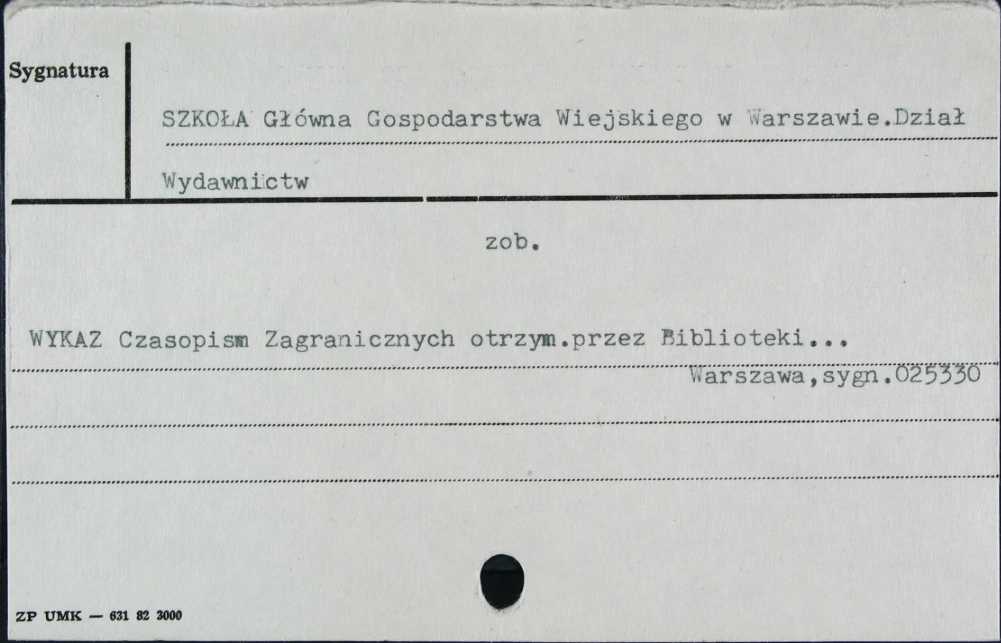 Sygnatura
SZKOŁA Główna Gospodarstwa Wiejskiego w Warszawie.Dział
Wydawnictw
zob.
WYKAZ Czasopism Zagranicznych otrzym.przez Biblioteki...
Warszawa,sygn.025330
ZP UMK — 631 82 3000